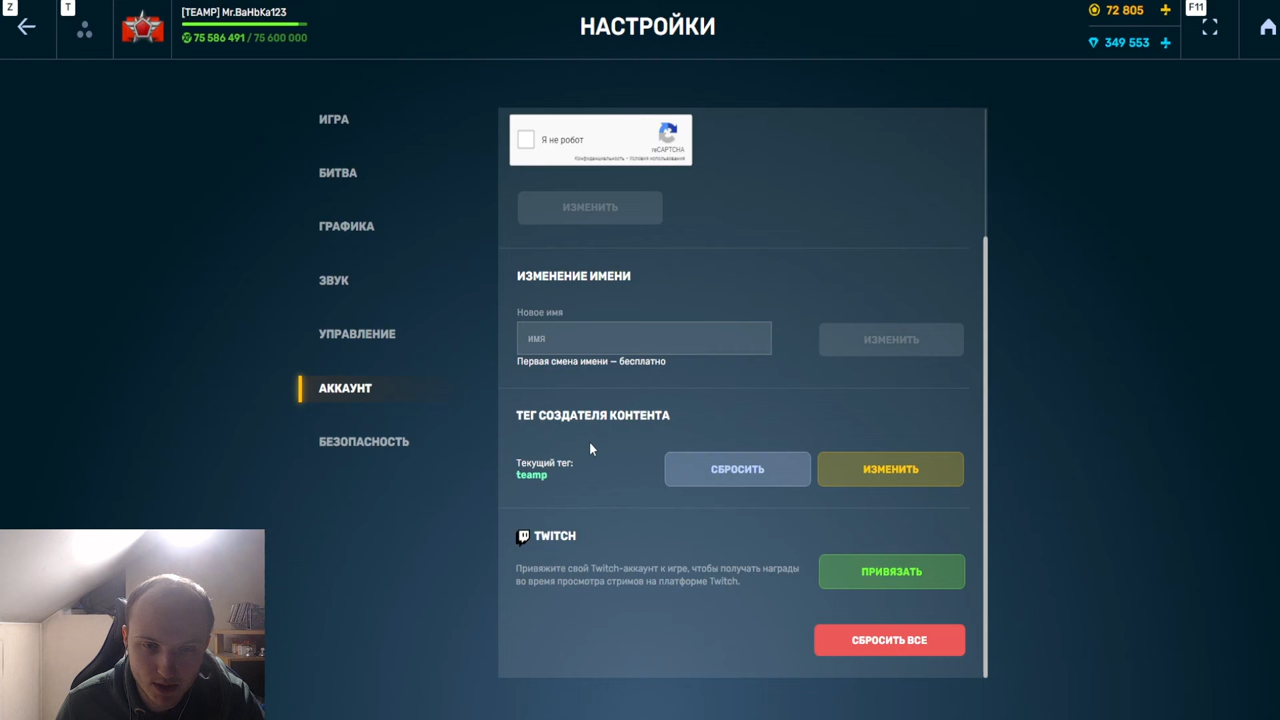 Z
T
[TEAMP] Mr.BaHbKa123
75 586 491 / 75 600 000
НАСТРОЙКИ
72 805 +
349 553 +
F11
ИГРА
БИТВА
ГРАФИКА
ЗВУК
УПРАВЛЕНИЕ
АККАУНТ
БЕЗОПАСНОСТЬ
Я не робот
reCAPTCHA
Конфиденциальность - Условия использования
ИЗМЕНИТЬ
ИЗМЕНЕНИЕ ИМЕНИ
Новое имя
имя
ИЗМЕНИТЬ
Первая смена имени — бесплатно
ТЕГ СОЗДАТЕЛЯ КОНТЕНТА
Текущий тег:
teamp
СБРОСИТЬ
ИЗМЕНИТЬ
TWITCH
Привяжите свой Twitch-аккаунт к игре, чтобы получать награды
во время просмотра стримов на платформе Twitch.
ПРИВЯЗАТЬ
СБРОСИТЬ ВСЕ